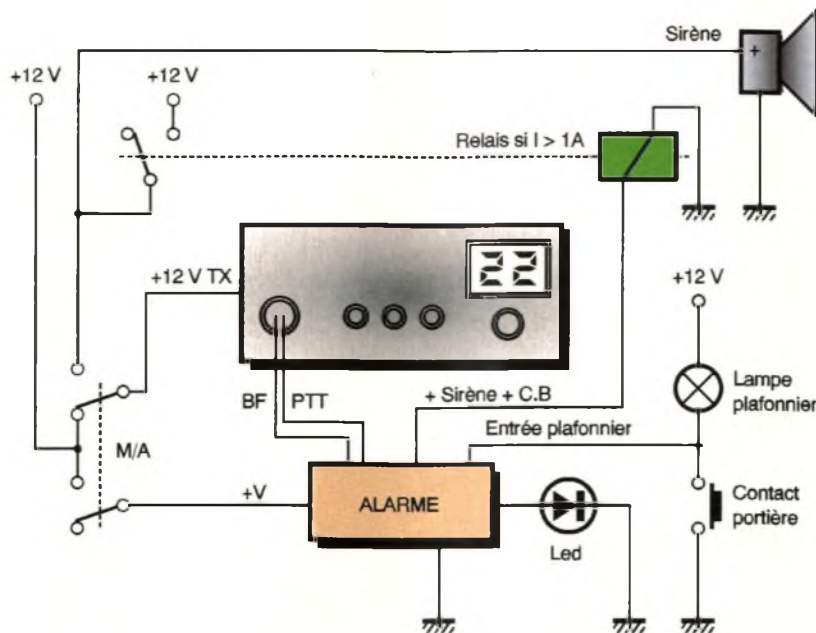 Sirène
+
+12 V
+12 V
Relais si I > 1A
22
+12 V TX
+12 V
BF
PTT
+ Sirène + C.B
Lampe
plafonnier
Entrée plafonnier
M/A
+V
ALARME
Contact
portière
Led